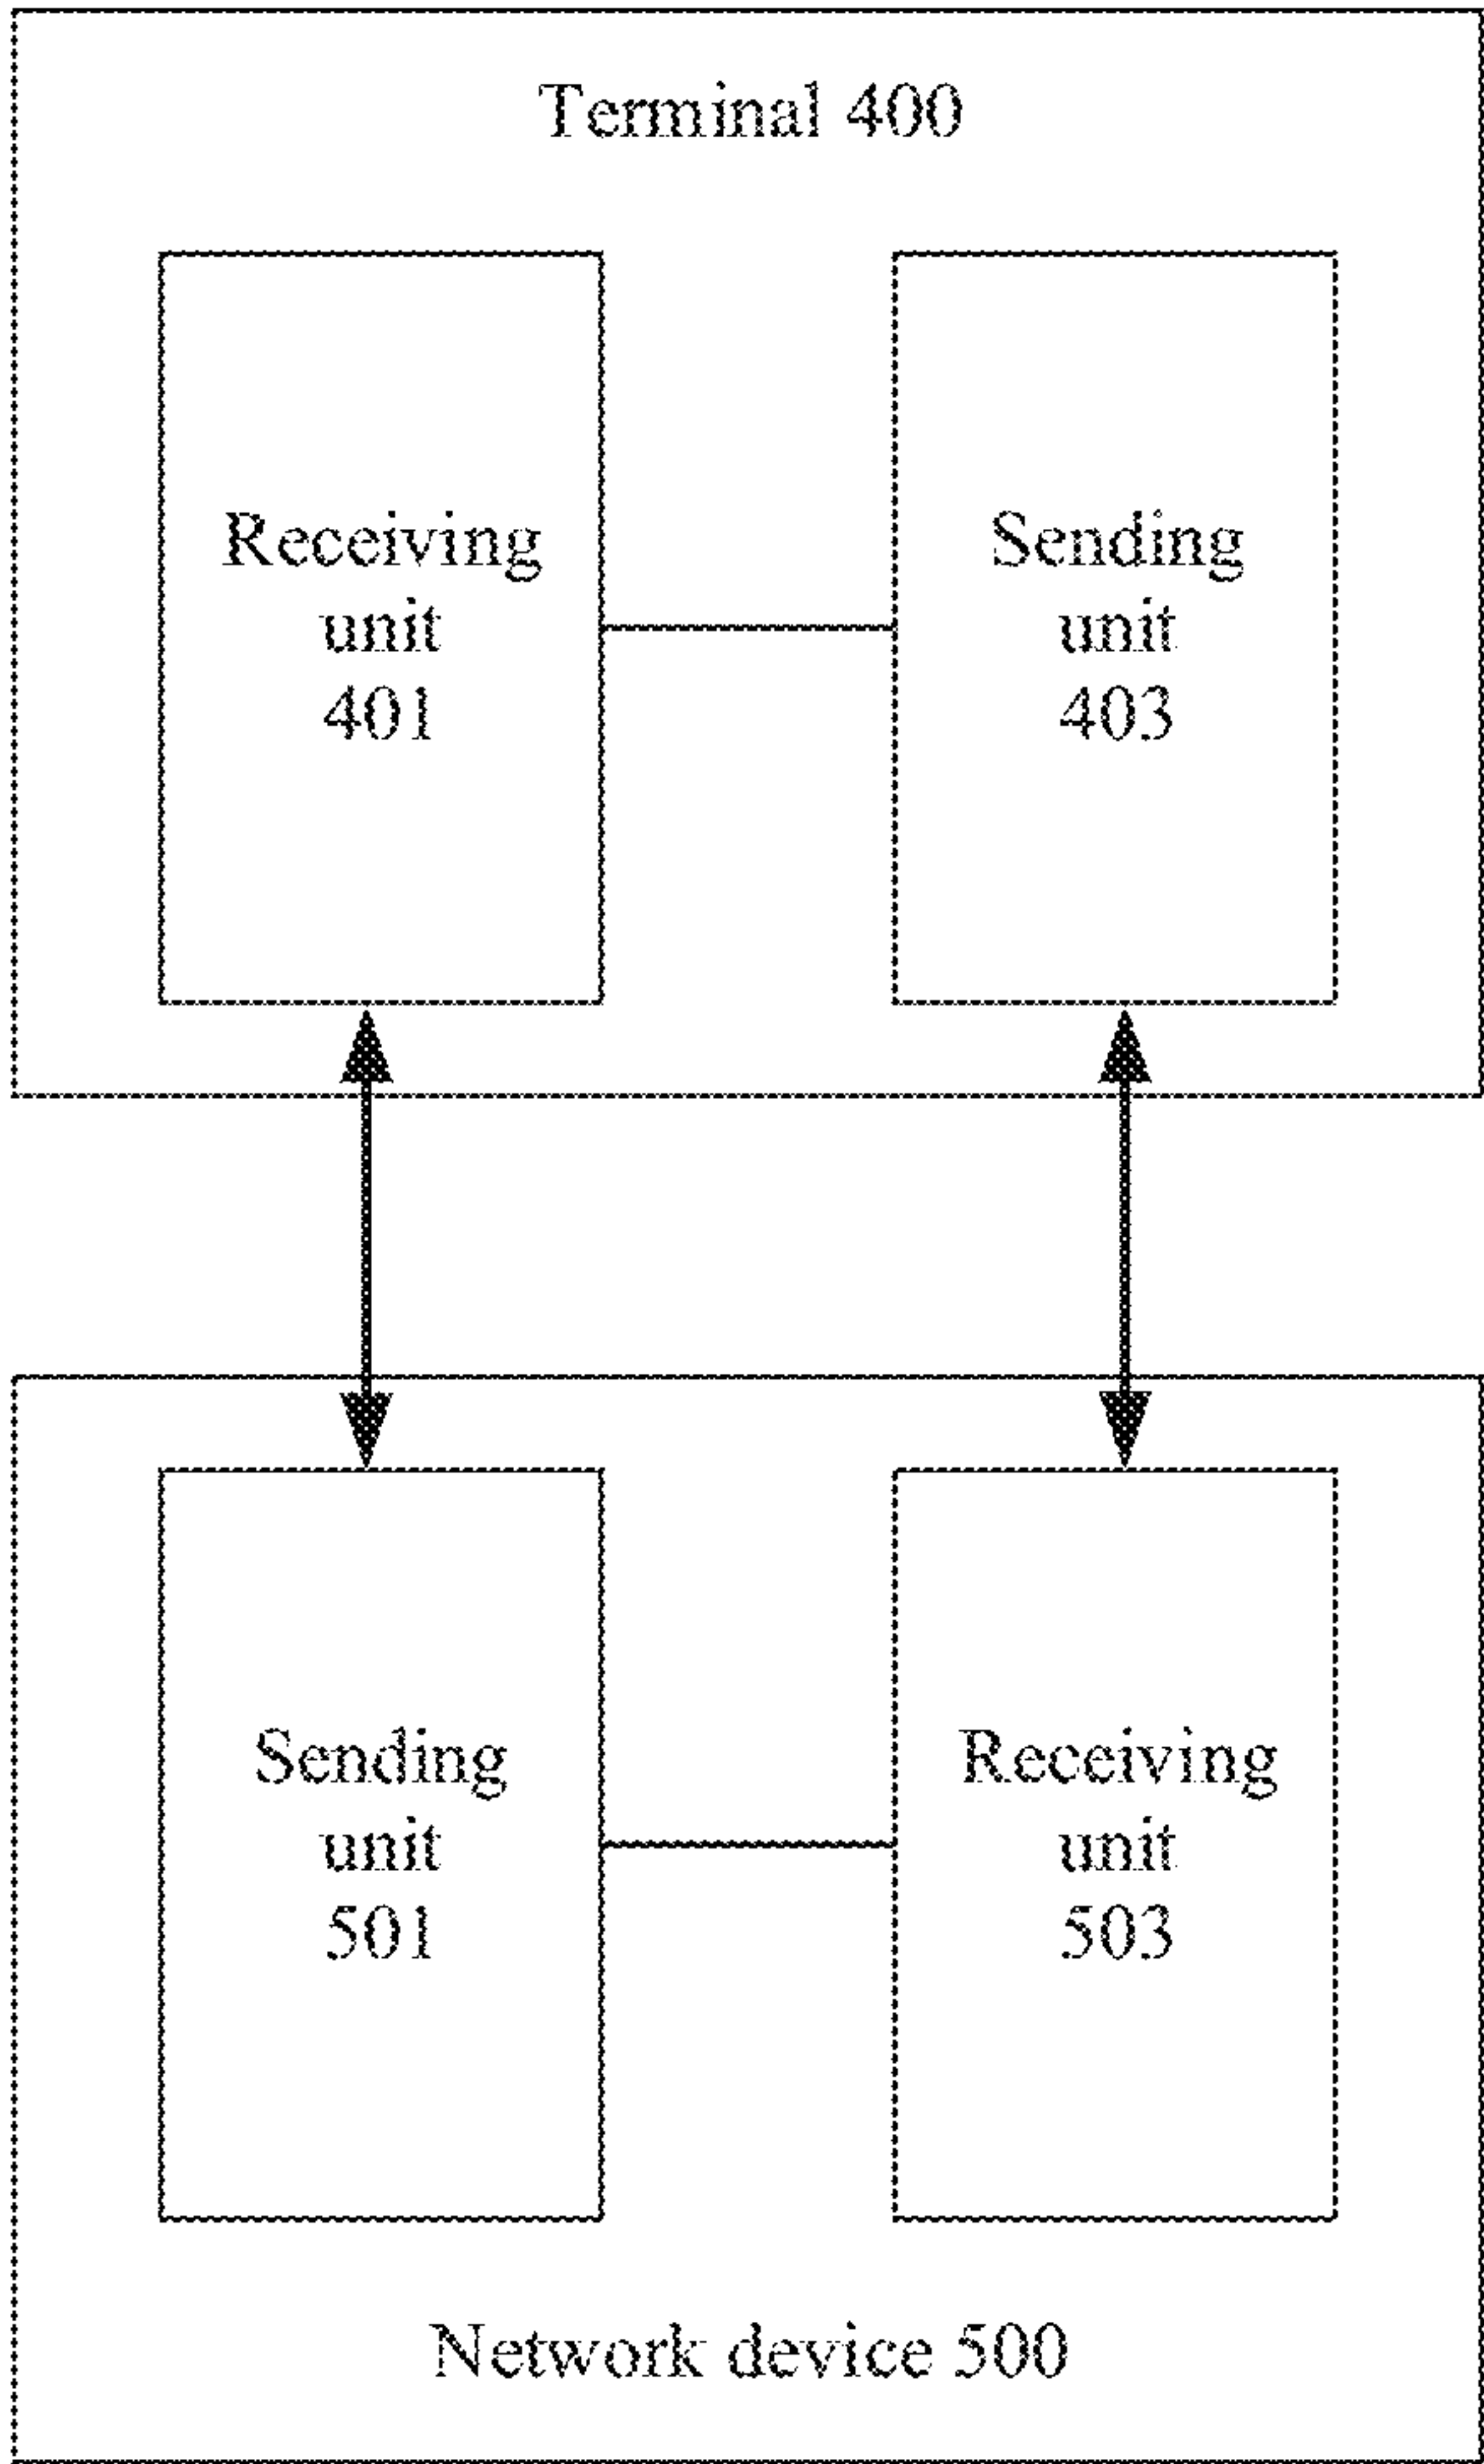 Terminal 400
Receiving
unit
401
Sending
unit
403
Sending
unit
501
Receiving
unit
503
Network device 500